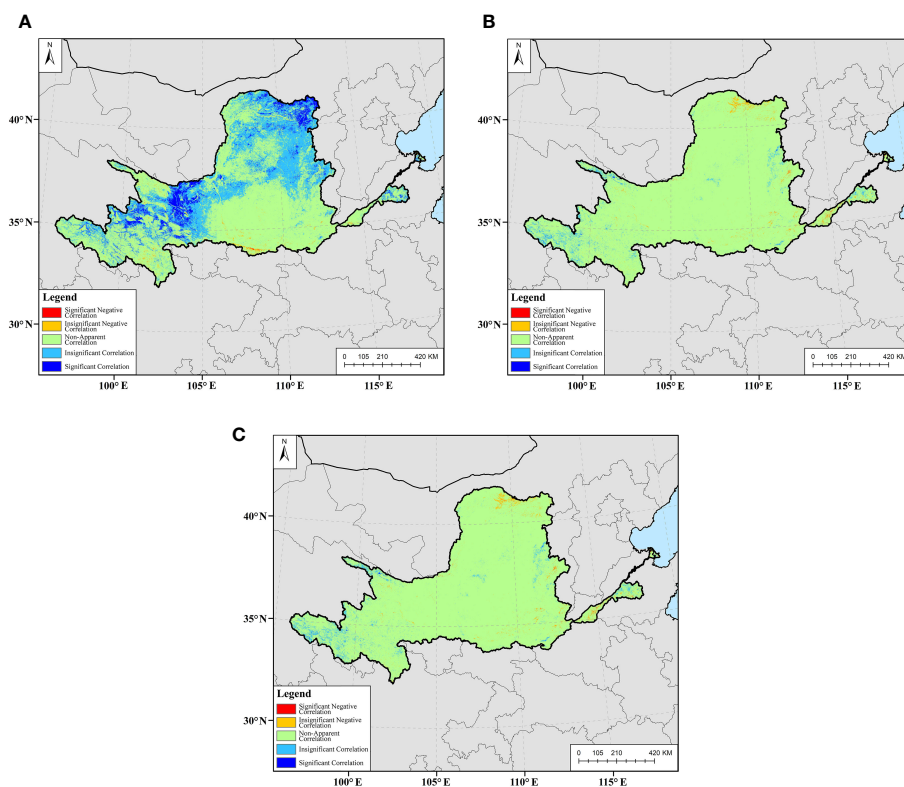 A
N
40°N
35°N
30°N
Legend
Significant Negative
Correlation
Insignificant Negative
Correlation
Non-Apparent
Correlation
Insignificant Correlation
Significant Correlation
0 105 210 420 KM
100° E 105° E 110° E 115° E
B
N
40°N
35°N
30°N
Legend
Significant Negative
Correlation
Insignificant Negative
Correlation
Non-Apparent
Correlation
Insignificant Correlation
Significant Correlation
0 105 210 420 KM
100° E 105° E 110° E 115° E
C
N
40°N
35°N
30°N
Legend
Significant Negative
Correlation
Insignificant Negative
Correlation
Non-Apparent
Correlation
Insignificant Correlation
Significant Correlation
0 105 210 420 KM
100° E 105° E 110° E 115° E